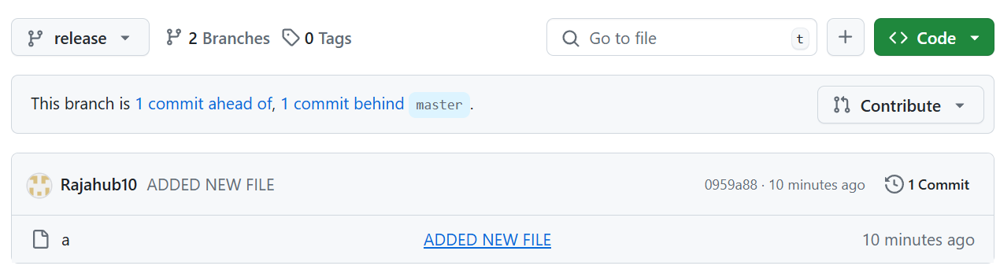 release 2 Branches 0 Tags Go to file t + Code
This branch is 1 commit ahead of, 1 commit behind master. Contribute
Rajahub10 ADDED NEW FILE 0959a88 · 10 minutes ago 1 Commit
a ADDED NEW FILE 10 minutes ago